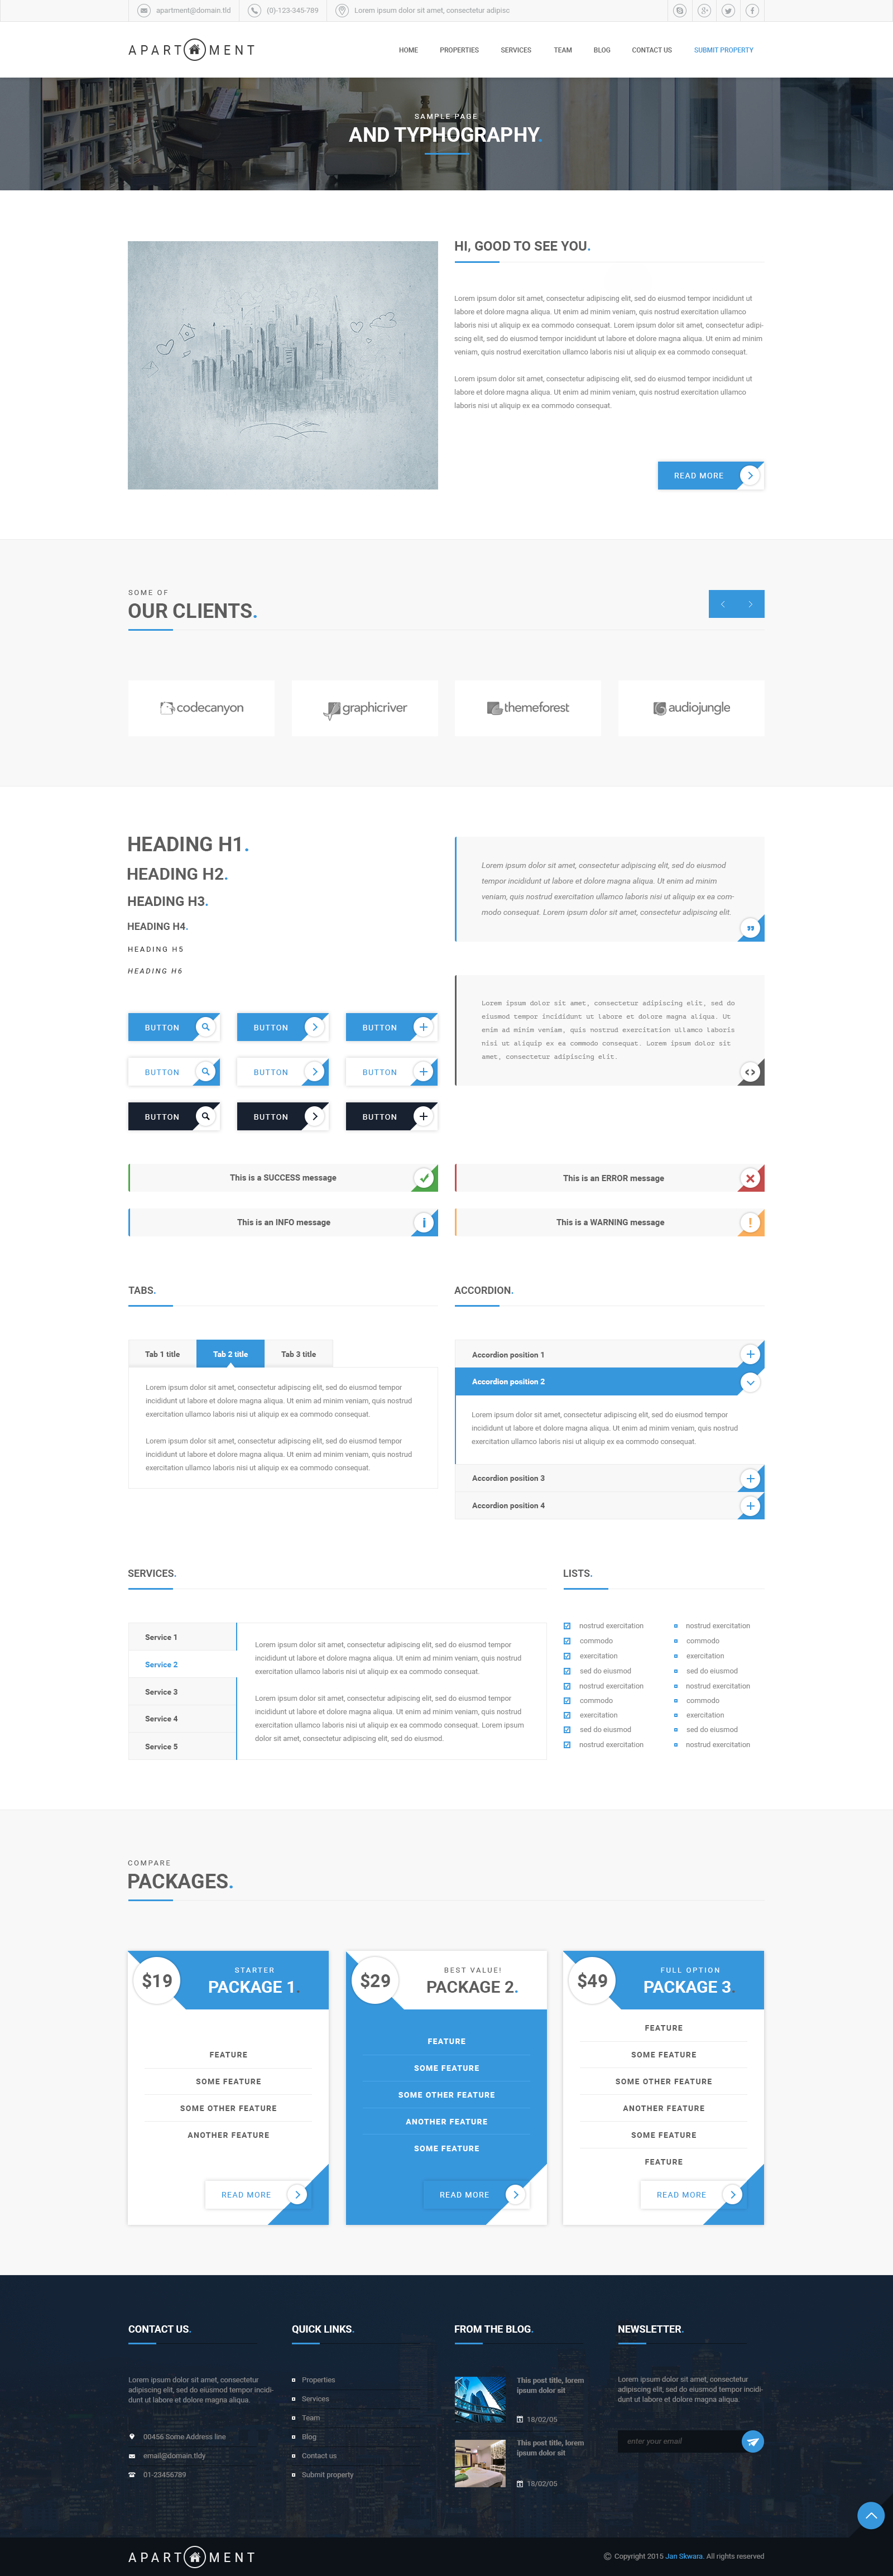 apartment@domain.tld
(0)-123-345-789
Lorem ipsum dolor sit amet, consectetur adipisc
APARTMENT
HOME PROPERTIES SERVICES TEAM BLOG CONTACT US SUBMIT PROPERTY
SAMPLE PAGE
AND TYPHOGRAPHY.
HI, GOOD TO SEE YOU.
Lorem ipsum dolor sit amet, consectetur adipiscing elit, sed do eiusmod tempor incididunt ut
labore et dolore magna aliqua. Ut enim ad minim veniam, quis nostrud exercitation ullamco
laboris nisi ut aliquip ex ea commodo consequat. Lorem ipsum dolor sit amet, consectetur adipi-
scing elit, sed do eiusmod tempor incididunt ut labore et dolore magna aliqua. Ut enim ad minim
veniam, quis nostrud exercitation ullamco laboris nisi ut aliquip ex ea commodo consequat.
Lorem ipsum dolor sit amet, consectetur adipiscing elit, sed do eiusmod tempor incididunt ut
labore et dolore magna aliqua. Ut enim ad minim veniam, quis nostrud exercitation ullamco
laboris nisi ut aliquip ex ea commodo consequat.
READ MORE
SOME OF
OUR CLIENTS.
codecanyon
graphicriver
themeforest
audiojungle
HEADING H1.
HEADING H2.
HEADING H3.
HEADING H4.
HEADING H5
HEADING H6
Lorem ipsum dolor sit amet, consectetur adipiscing elit, sed do eiusmod
tempor incididunt ut labore et dolore magna aliqua. Ut enim ad minim
veniam, quis nostrud exercitation ullamco laboris nisi ut aliquip ex ea com-
modo consequat. Lorem ipsum dolor sit amet, consectetur adipiscing elit.
Lorem ipsum dolor sit amet, consectetur adipiscing elit, sed do
eiusmod tempor incididunt ut labore et dolore magna aliqua. Ut
enim ad minim veniam, quis nostrud exercitation ullamco laboris
nisi ut aliquip ex ea commodo consequat. Lorem ipsum dolor sit
amet, consectetur adipiscing elit.
BUTTON BUTTON BUTTON
BUTTON BUTTON BUTTON
BUTTON BUTTON BUTTON
This is a SUCCESS message
This is an ERROR message
This is an INFO message
This is a WARNING message
TABS.
Tab 1 title Tab 2 title Tab 3 title
Lorem ipsum dolor sit amet, consectetur adipiscing elit, sed do eiusmod tempor
incididunt ut labore et dolore magna aliqua. Ut enim ad minim veniam, quis nostrud
exercitation ullamco laboris nisi ut aliquip ex ea commodo consequat.
Lorem ipsum dolor sit amet, consectetur adipiscing elit, sed do eiusmod tempor
incididunt ut labore et dolore magna aliqua. Ut enim ad minim veniam, quis nostrud
exercitation ullamco laboris nisi ut aliquip ex ea commodo consequat.
ACCORDION.
Accordion position 1
Accordion position 2
Lorem ipsum dolor sit amet, consectetur adipiscing elit, sed do eiusmod tempor
incididunt ut labore et dolore magna aliqua. Ut enim ad minim veniam, quis nostrud
exercitation ullamco laboris nisi ut aliquip ex ea commodo consequat.
Accordion position 3
Accordion position 4
SERVICES.
Service 1
Service 2
Service 3
Service 4
Service 5
Lorem ipsum dolor sit amet, consectetur adipiscing elit, sed do eiusmod tempor
incididunt ut labore et dolore magna aliqua. Ut enim ad minim veniam, quis nostrud
exercitation ullamco laboris nisi ut aliquip ex ea commodo consequat.
Lorem ipsum dolor sit amet, consectetur adipiscing elit, sed do eiusmod tempor
incididunt ut labore et dolore magna aliqua. Ut enim ad minim veniam, quis nostrud
exercitation ullamco laboris nisi ut aliquip ex ea commodo consequat. Lorem ipsum
dolor sit amet, consectetur adipiscing elit, sed do eiusmod.
LISTS.
nostrud exercitation nostrud exercitation
commodo commodo
exercitation exercitation
sed do eiusmod sed do eiusmod
nostrud exercitation nostrud exercitation
commodo commodo
exercitation exercitation
sed do eiusmod sed do eiusmod
nostrud exercitation nostrud exercitation
COMPARE
PACKAGES.
$19
STARTER
PACKAGE 1.
FEATURE
SOME FEATURE
SOME OTHER FEATURE
ANOTHER FEATURE
READ MORE
$29
BEST VALUE!
PACKAGE 2.
FEATURE
SOME FEATURE
SOME OTHER FEATURE
ANOTHER FEATURE
SOME FEATURE
READ MORE
$49
FULL OPTION
PACKAGE 3.
FEATURE
SOME FEATURE
SOME OTHER FEATURE
ANOTHER FEATURE
SOME FEATURE
FEATURE
READ MORE
CONTACT US.
Lorem ipsum dolor sit amet, consectetur
adipiscing elit, sed do eiusmod tempor incidi-
dunt ut labore et dolore magna aliqua.
00456 Some Address line
email@domain.tldy
01-23456789
QUICK LINKS.
Properties
Services
Team
Blog
Contact us
Submit property
FROM THE BLOG.
This post title, lorem
ipsum dolor sit
18/02/05
This post title, lorem
ipsum dolor sit
18/02/05
NEWSLETTER.
Lorem ipsum dolor sit amet, consectetur
adipiscing elit, sed do eiusmod tempor incidi-
dunt ut labore et dolore magna aliqua.
enter your email
APARTMENT
© Copyright 2015 Jan Skwara. All rights reserved